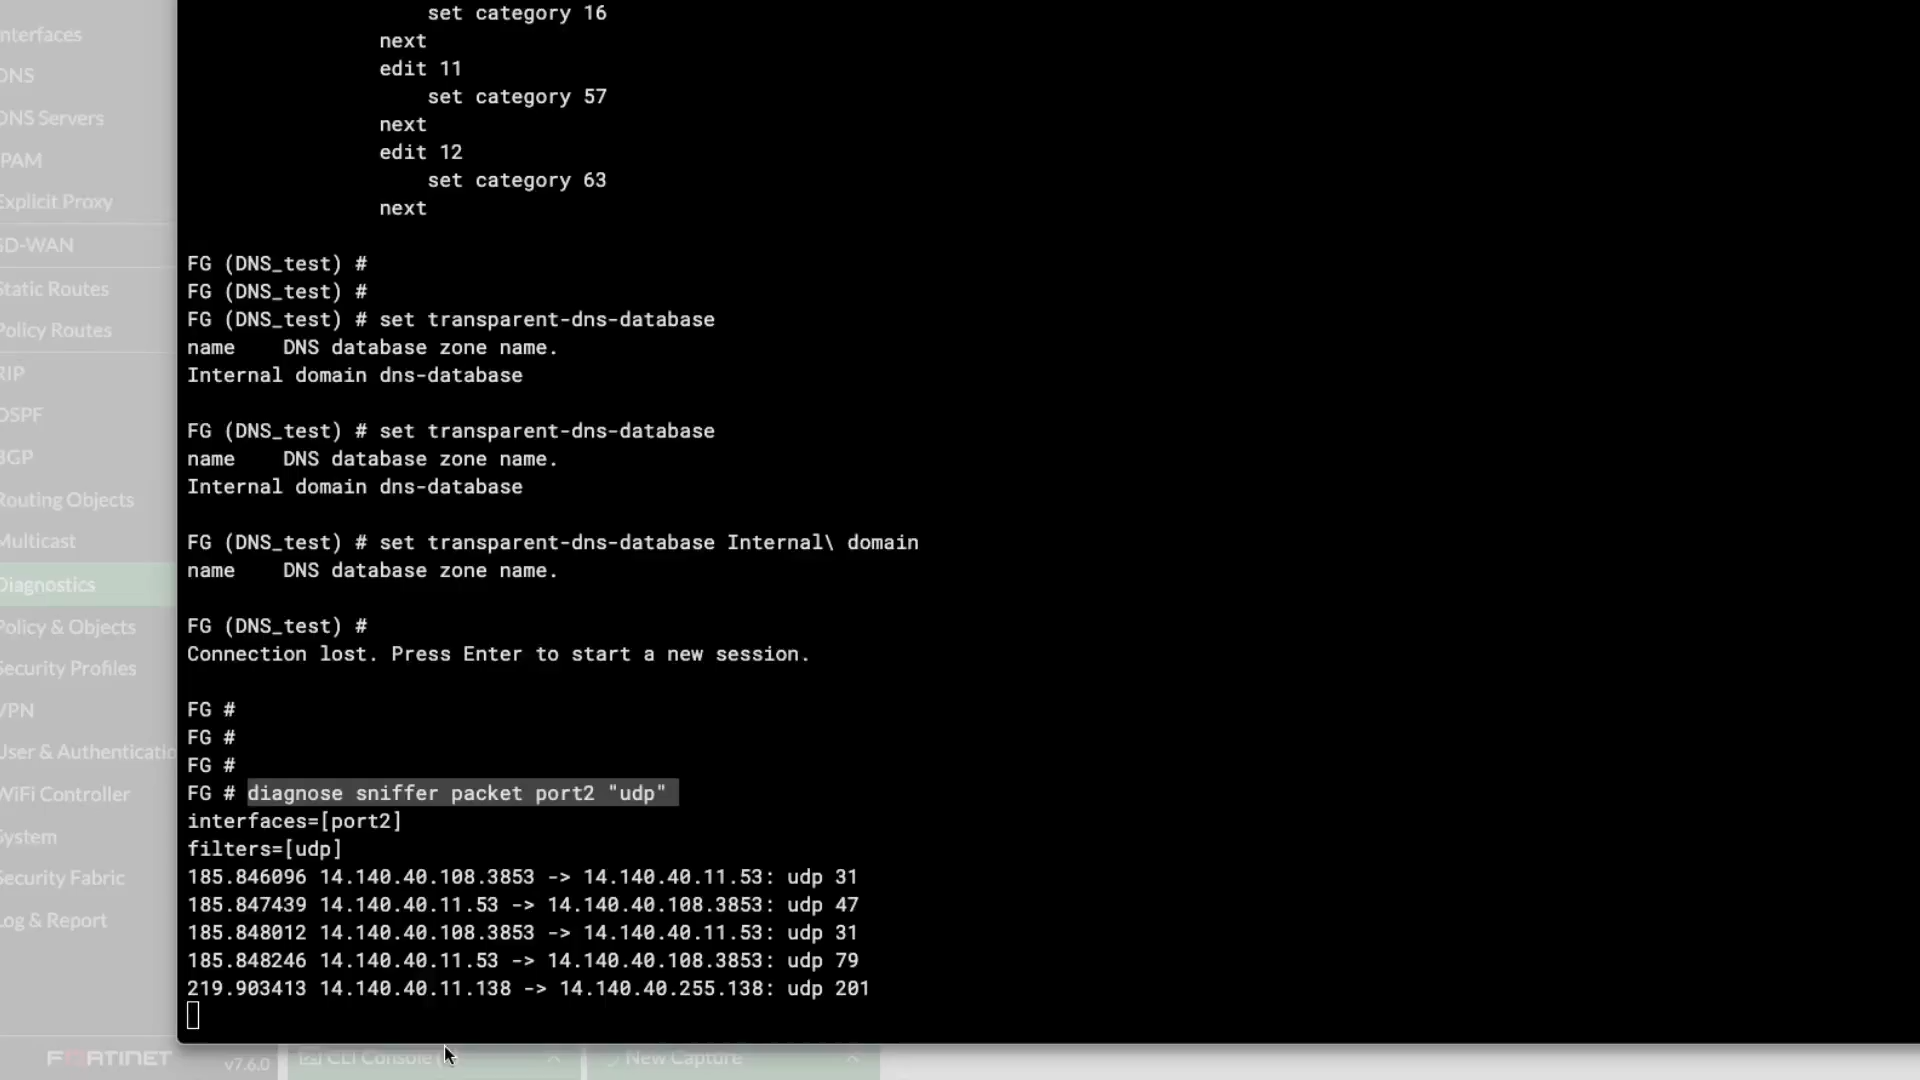 nterfaces
DNS
DNS Servers
PAM
Explicit Proxy
SD-WAN
Static Routes
Policy Routes
RIP
OSPF
BGP
Routing Objects
Multicast
Diagnostics
Policy & Objects
Security Profiles
VPN
User & Authenticatio
WiFi Controller
System
Security Fabric
Log & Report
FORTINET
v7.6.0
set category 16
next
edit 11
set category 57
next
edit 12
set category 63
next
FG (DNS_test) #
FG (DNS_test) #
FG (DNS_test) # set transparent-dns-database
name    DNS database zone name.
Internal domain dns-database
FG (DNS_test) # set transparent-dns-database
name    DNS database zone name.
Internal domain dns-database
FG (DNS_test) # set transparent-dns-database Internal\ domain
name    DNS database zone name.
FG (DNS_test) #
Connection lost. Press Enter to start a new session.
FG #
FG #
FG #
FG # diagnose sniffer packet port2 "udp"
interfaces=[port2]
filters=[udp]
185.846096 14.140.40.108.3853 -> 14.140.40.11.53: udp 31
185.847439 14.140.40.11.53 -> 14.140.40.108.3853: udp 47
185.848012 14.140.40.108.3853 -> 14.140.40.11.53: udp 31
185.848246 14.140.40.11.53 -> 14.140.40.108.3853: udp 79
219.903413 14.140.40.11.138 -> 14.140.40.255.138: udp 201
CLI Console
New Capture